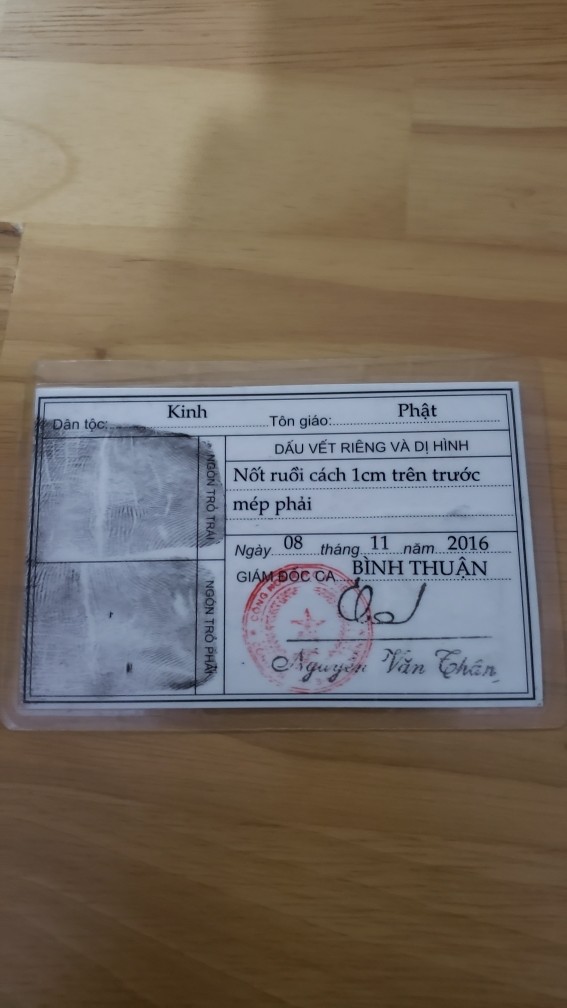 Dân tộc: Kinh Tôn giáo: Phật
NGÓN TRỎ TRÁI
DẤU VẾT RIÊNG VÀ DỊ HÌNH
Nốt ruồi cách 1cm trên trước
mép phải
Ngày 08 tháng 11 năm 2016
GIÁM ĐỐC CA BÌNH THUẬN
NGÓN TRỎ PHẢI
Nguyễn Văn Thân